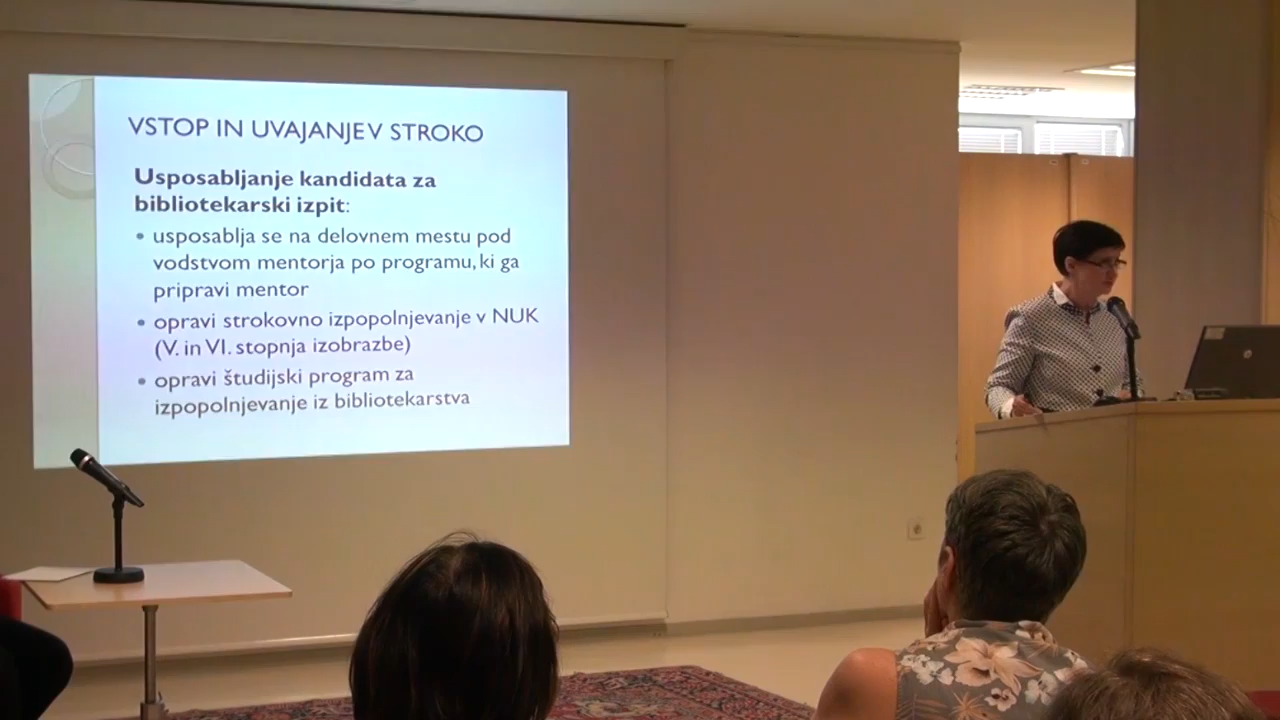 VSTOP IN UVAJANJE V STROKO
Usposabljanje kandidata za
bibliotekarski izpit:
• usposablja se na delovnem mestu pod
vodstvom mentorja po programu, ki ga
pripravi mentor
• opravi strokovno izpopolnjevanje v NUK
(V. in VI. stopnja izobrazbe)
• opravi študijski program za
izpopolnjevanje iz bibliotekarstva